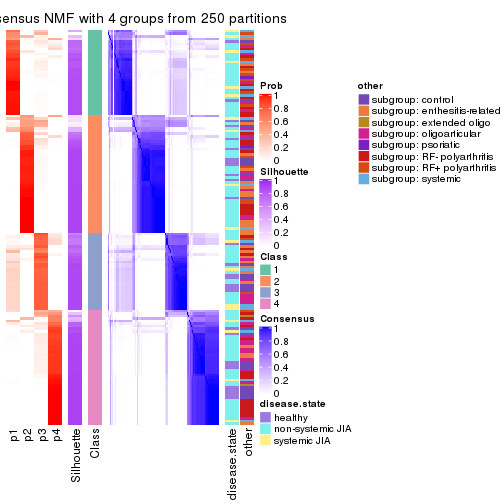 sensus NMF with 4 groups from 250 partitions
Prob
1
0.8
0.6
0.4
0.2
0
Silhouette
1
0.8
0.6
0.4
0.2
0
Class
1
2
3
4
Consensus
1
0.8
0.6
0.4
0.2
0
disease.state
healthy
non-systemic JIA
systemic JIA
other
subgroup: control
subgroup: enthesitis-related
subgroup: extended oligo
subgroup: oligoarticular
subgroup: psoriatic
subgroup: RF- polyarthritis
subgroup: RF+ polyarthritis
subgroup: systemic
p1
p2
p3
p4
Silhouette
Class
disease.state
other